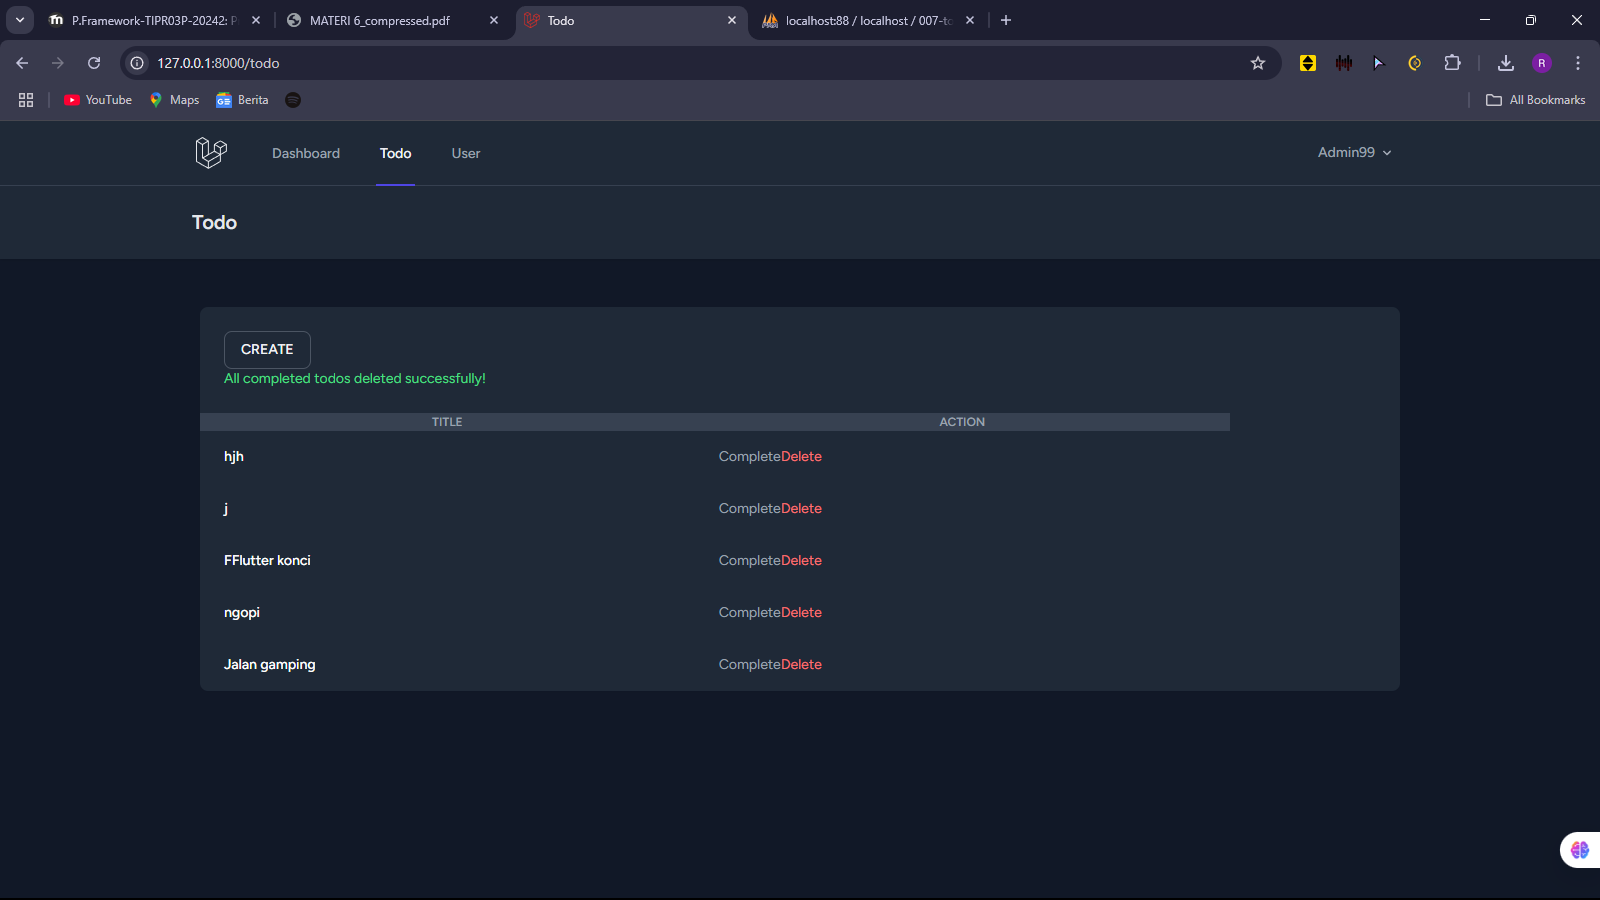 P.Framework-TIPR03P-20242:
MATERI 6_compressed.pdf
Todo
localhost:88 / localhost / 007-to
127.0.0.1:8000/todo
R
YouTube
Maps
Berita
All Bookmarks
Dashboard
Todo
User
Admin99
Todo
CREATE
All completed todos deleted successfully!
TITLE ACTION
hjh CompleteDelete
j CompleteDelete
FFlutter konci CompleteDelete
ngopi CompleteDelete
Jalan gamping CompleteDelete